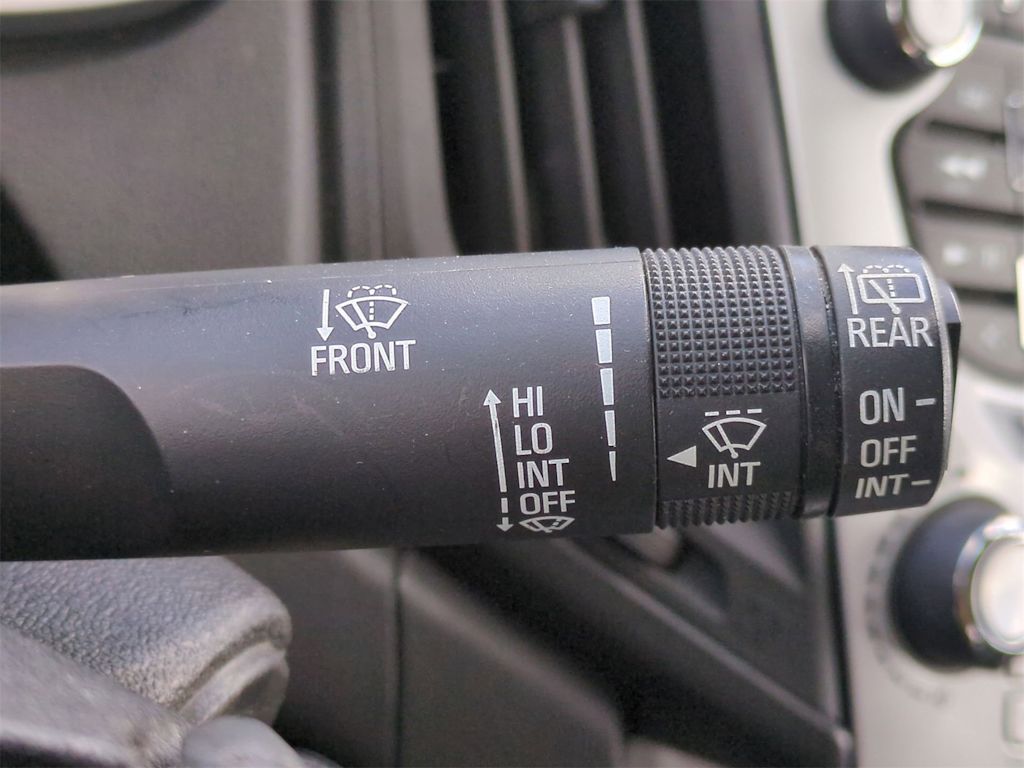 FRONT
HI
LO
INT
OFF
INT
REAR
ON
OFF
INT